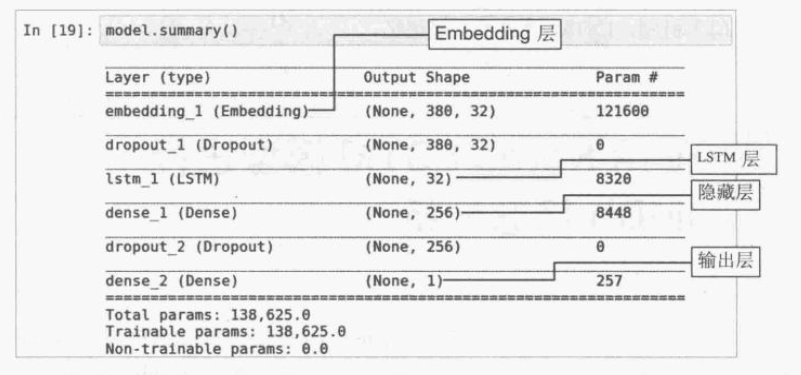 In [19]: model.summary()
Embedding 层
Layer (type) Output Shape Param #
embedding_1 (Embedding) (None, 380, 32) 121600
dropout_1 (Dropout) (None, 380, 32) 0
LSTM 层
lstm_1 (LSTM) (None, 32) 8320
隐藏层
dense_1 (Dense) (None, 256) 8448
dropout_2 (Dropout) (None, 256) 0
输出层
dense_2 (Dense) (None, 1) 257
Total params: 138,625.0
Trainable params: 138,625.0
Non-trainable params: 0.0